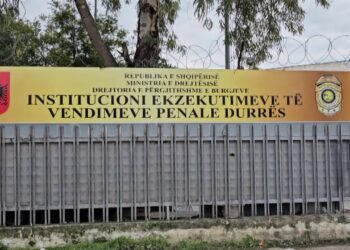 REPUBLIKA E SHQIPËRISË
MINISTRIA E DREJTËSISË
DREJTORIA E PËRGJITHSHME E BURGJEVE
INSTITUCIONI EKZEKUTIMEVE TË
VENDIMEVE PENALE DURRËS